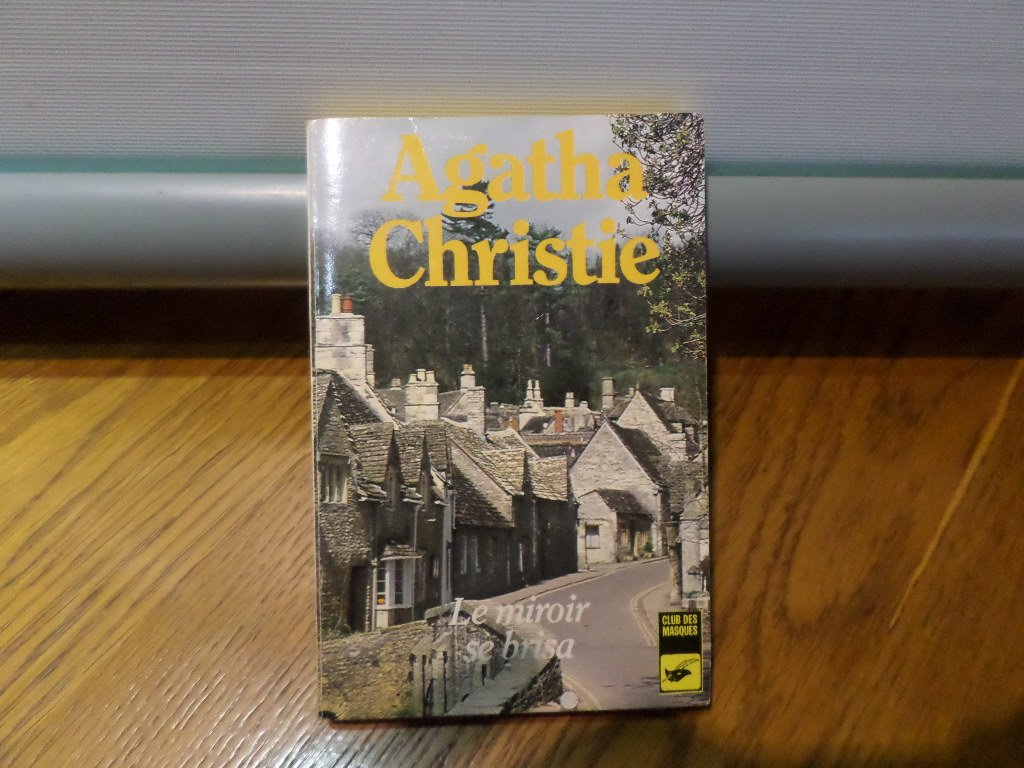 Agatha
Christie
Le miroir
se brisa
CLUB DES
MASQUES